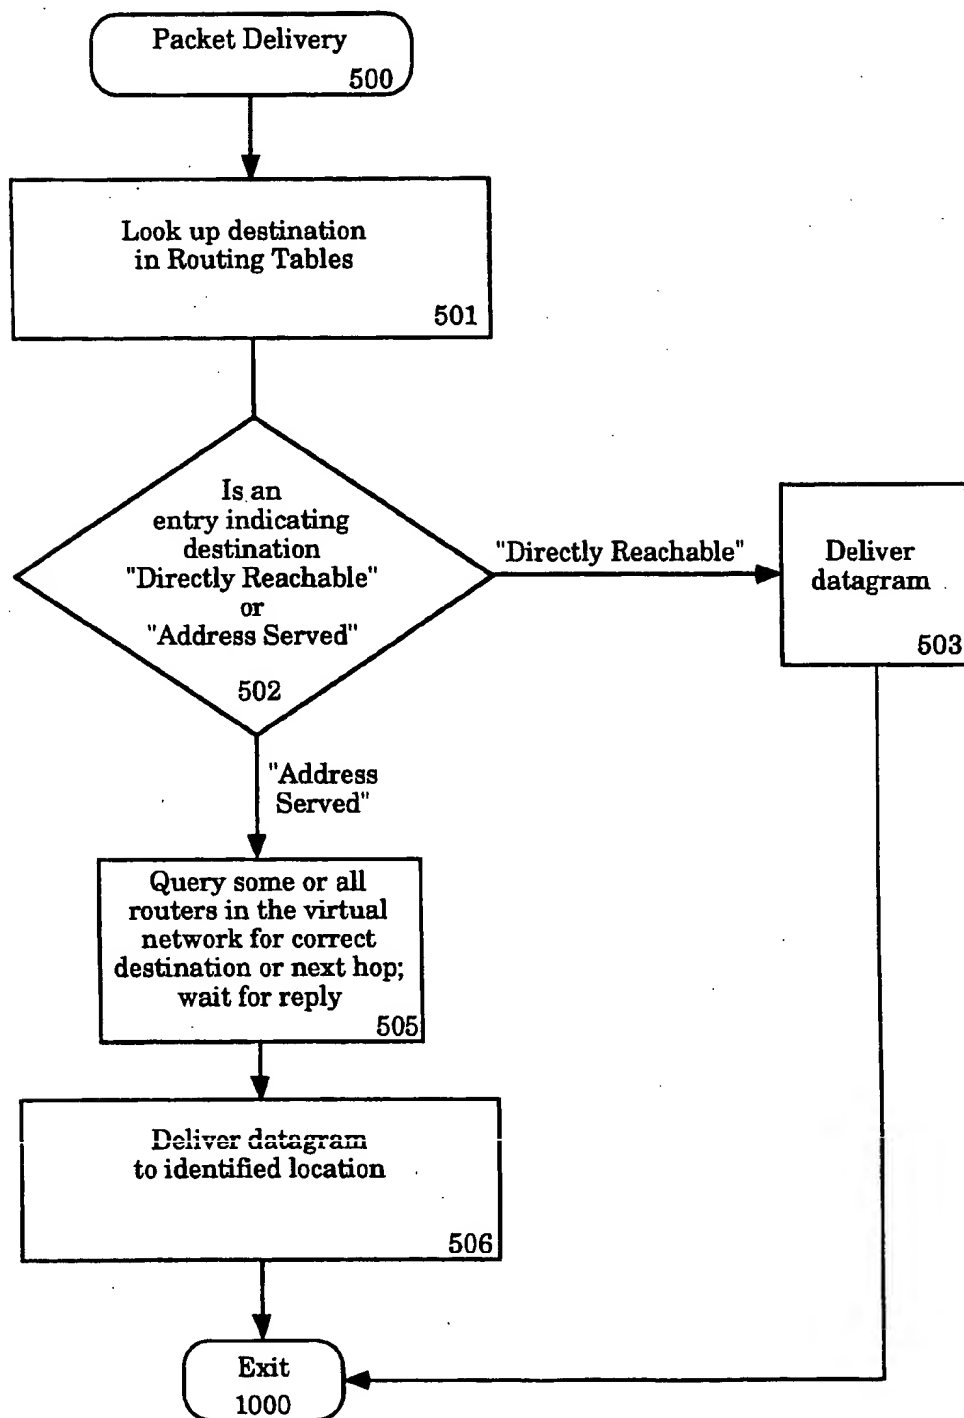 Packet Delivery
500
Look up destination
in Routing Tables
501
Is an
entry indicating
destination
"Directly Reachable"
or
"Address Served"
502
"Directly Reachable"
Deliver
datagram
503
"Address
Served"
Query some or all
routers in the virtual
network for correct
destination or next hop;
wait for reply
505
Deliver datagram
to identified location
506
Exit
1000